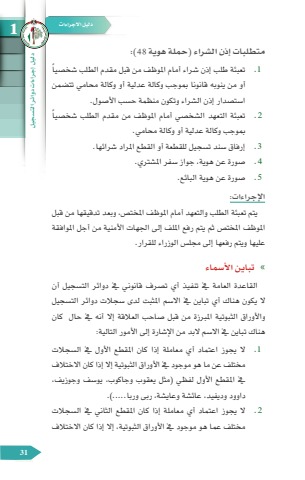 دليل الاجراءات
1
دليل إجراءات دوائر التسجيل
متطلبات إذن الشراء (حملة هوية 48):
1. تعبئة طلب إذن شراء أمام الموظف من قبل مقدم الطلب شخصياً
أو من ينوبه قانونا بموجب وكالة عدلية أو وكالة محامي تتضمن
استصدار إذن الشراء وتكون منظمة حسب الأصول.
2. تعبئة التعهد الشخصي أمام الموظف من مقدم الطلب شخصياً
بموجب وكالة عدلية أو وكالة محامي.
3. إرفاق سند تسجيل للقطعة أو القطع المراد شرائها.
4. صورة عن هوية، جواز سفر المشتري.
5. صورة عن هوية البائع.
الإجراءات:
يتم تعبئة الطلب والتعهد أمام الموظف المختص، وبعد تدقيقها من قبل
الموظف المختص ثم يتم رفع الملف إلى الجهات الأمنية من أجل الموافقة
عليها ويتم رفعها إلى مجلس الوزراء للقرار.
» تباين الأسماء
القاعدة العامة في تنفيذ أي تصرف قانوني في دوائر التسجيل أن
لا يكون هناك أي تباين في الاسم المثبت لدى سجلات دوائر التسجيل
والأوراق الثبوتية المبرزة من قبل صاحب العلاقة إلا أنه في حال كان
هناك تباين في الاسم لابد من الإشارة إلى الأمور التالية:
1. لا يجوز اعتماد أي معاملة إذا كان المقطع الأول في السجلات
مختلف عن ما هو موجود في الأوراق الثبوتية إلا إذا كان الاختلاف
في المقطع الأول لفظي (مثل يعقوب وجاكوب، يوسف وجوزيف،
داوود وديفيد، عائشة وعايشة، ربى وربا.....).
2. لا يجوز اعتماد أي معاملة إذا كان المقطع الثاني في السجلات
مختلف عما هو موجود في الأوراق الثبوتية، إلا إذا كان الاختلاف
31